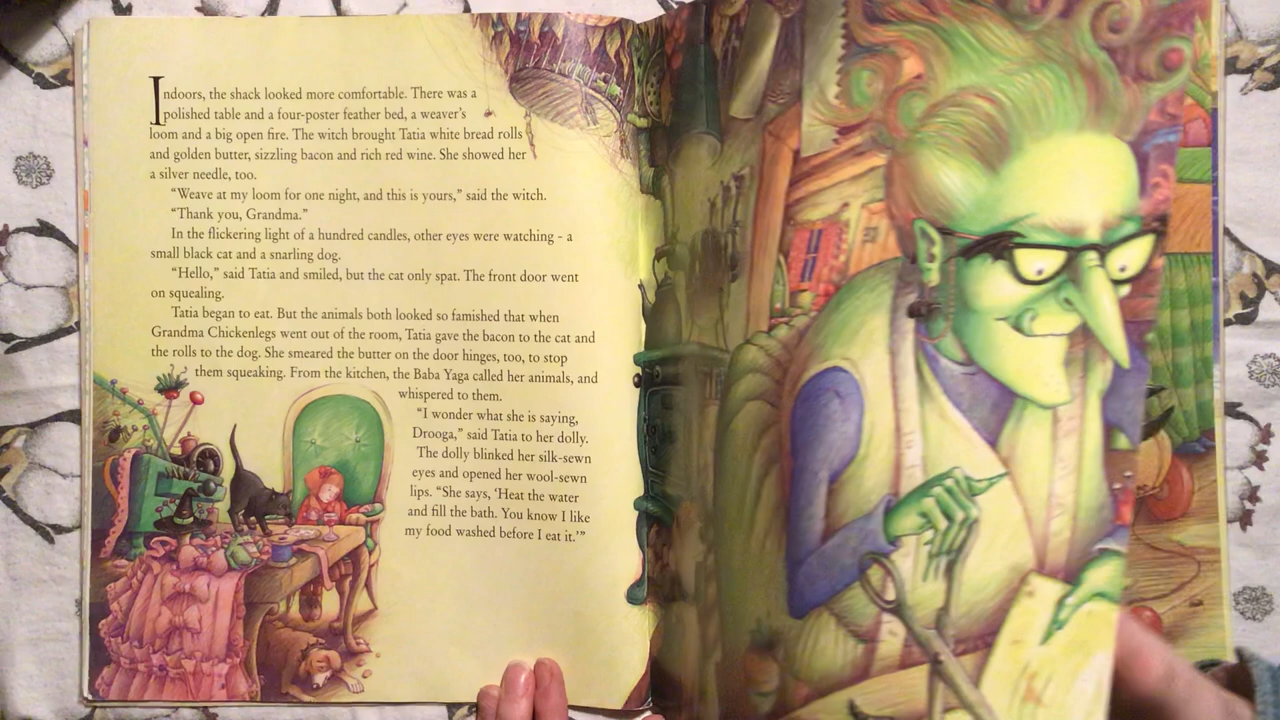 Indoors, the shack looked more comfortable. There was a
polished table and a four-poster feather bed, a weaver's
loom and a big open fire. The witch brought Tatia white bread rolls
and golden butter, sizzling bacon and rich red wine. She showed her
a silver needle, too.
"Weave at my loom for one night, and this is yours," said the witch.
"Thank you, Grandma."
In the flickering light of a hundred candles, other eyes were watching – a
small black cat and a snarling dog.
"Hello," said Tatia and smiled, but the cat only spat. The front door went
on squealing.
Tatia began to eat. But the animals both looked so famished that when
Grandma Chickenlegs went out of the room, Tatia gave the bacon to the cat and
the rolls to the dog. She smeared the butter on the door hinges, too, to stop
them squeaking. From the kitchen, the Baba Yaga called her animals, and
whispered to them.
"I wonder what she is saying,
Drooga," said Tatia to her dolly.
The dolly blinked her silk-sewn
eyes and opened her wool-sewn
lips. "She says, 'Heat the water
and fill the bath. You know I like
my food washed before I eat it.'"